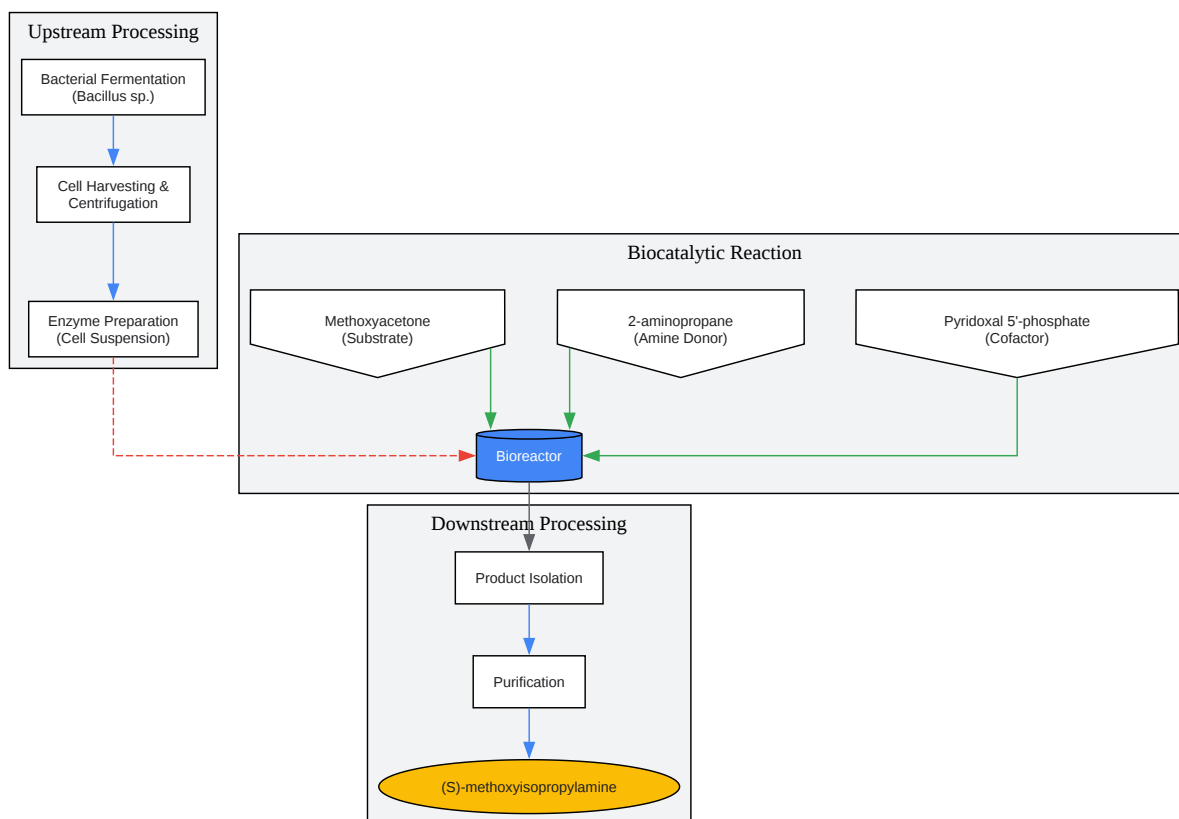 Upstream Processing
Bacterial Fermentation
(Bacillus sp.)
Cell Harvesting &
Centrifugation
Enzyme Preparation
(Cell Suspension)
Biocatalytic Reaction
Methoxyacetone
(Substrate)
2-aminopropane
(Amine Donor)
Pyridoxal 5'-phosphate
(Cofactor)
Bioreactor
Downstream Processing
Product Isolation
Purification
(S)-methoxyisopropylamine